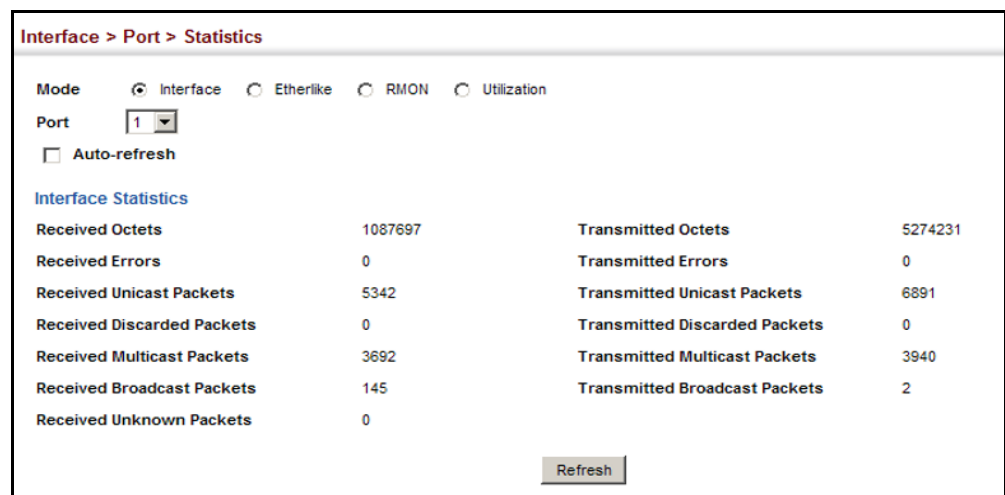 Interface > Port > Statistics
Mode Interface Etherlike RMON Utilization
Port 1
Auto-refresh
Interface Statistics
Received Octets 1087697 Transmitted Octets 5274231
Received Errors 0 Transmitted Errors 0
Received Unicast Packets 5342 Transmitted Unicast Packets 6891
Received Discarded Packets 0 Transmitted Discarded Packets 0
Received Multicast Packets 3692 Transmitted Multicast Packets 3940
Received Broadcast Packets 145 Transmitted Broadcast Packets 2
Received Unknown Packets 0
Refresh